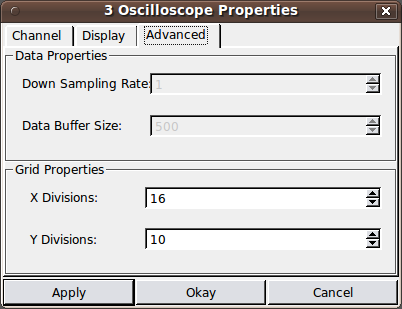 3 Oscilloscope Properties
Channel Display Advanced
Data Properties
Down Sampling Rate: 1
Data Buffer Size: 500
Grid Properties
X Divisions: 16
Y Divisions: 10
Apply Okay Cancel